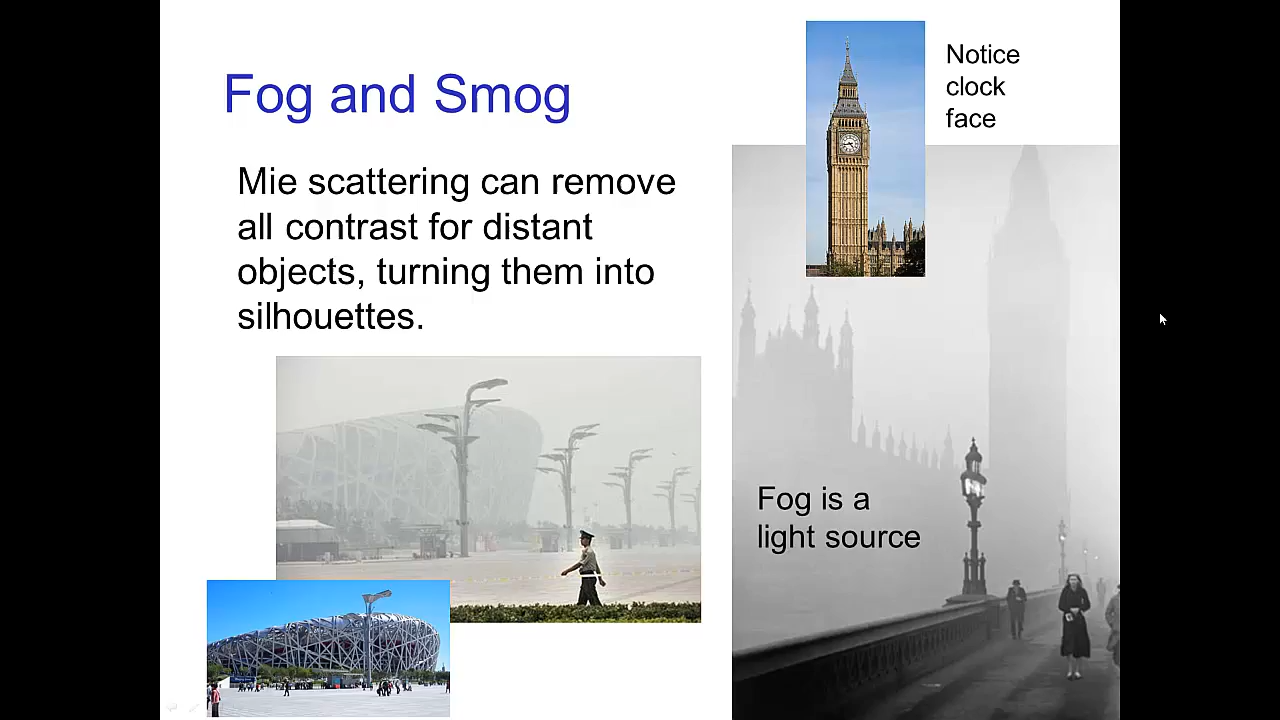 Fog and Smog
Mie scattering can remove
all contrast for distant
objects, turning them into
silhouettes.
Notice
clock
face
Fog is a
light source